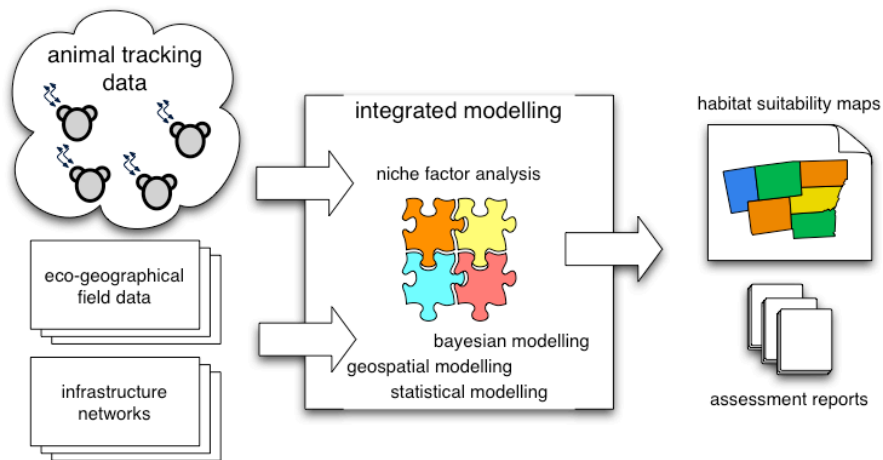 animal tracking
data
eco-geographical
field data
infrastructure
networks
integrated modelling
niche factor analysis
bayesian modelling
geospatial modelling
statistical modelling
habitat suitability maps
assessment reports